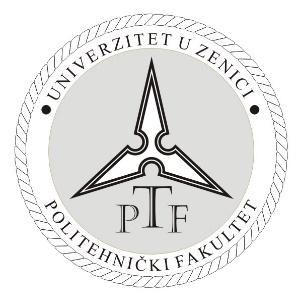 UNIVERZITET U ZENICI
PTF
POLITEHNIČKI FAKULTET